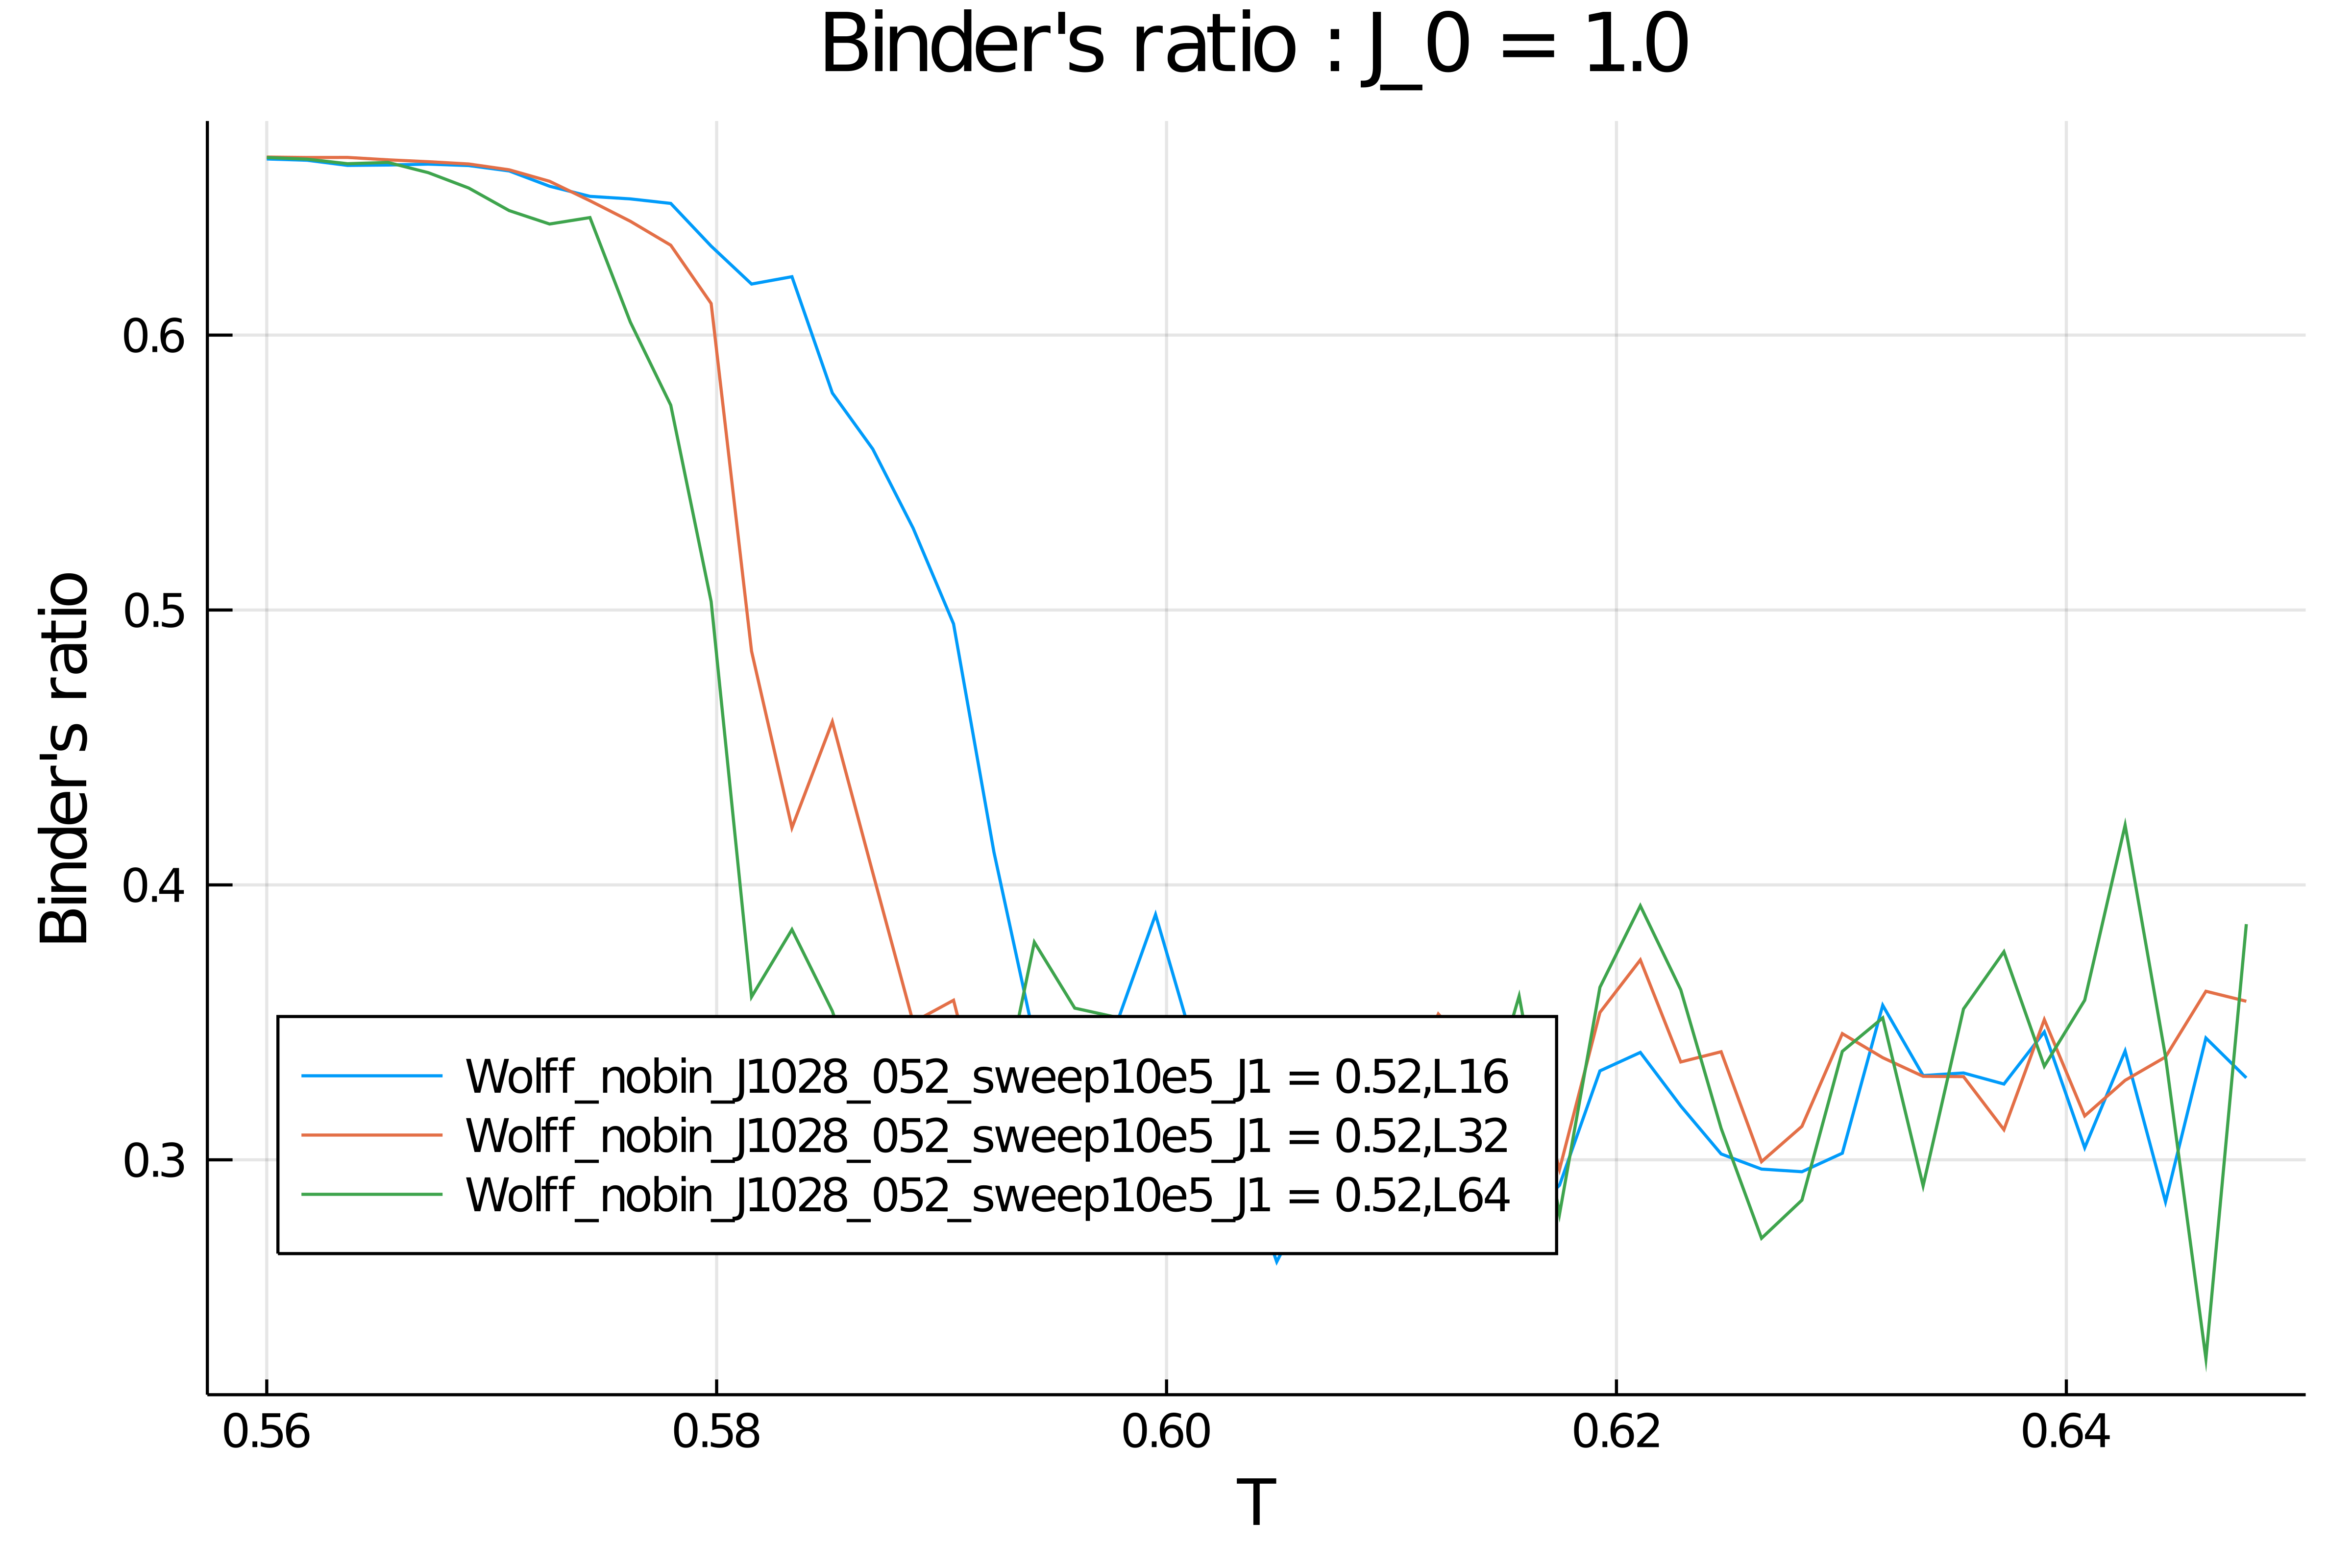 Binder's ratio : J_0 = 1.0
Binder's ratio
0.6
0.5
0.4
0.3
Wolff_nobin_J1028_052_sweep10e5_J1 = 0.52,L16
Wolff_nobin_J1028_052_sweep10e5_J1 = 0.52,L32
Wolff_nobin_J1028_052_sweep10e5_J1 = 0.52,L64
0.56 0.58 0.60 0.62 0.64
T